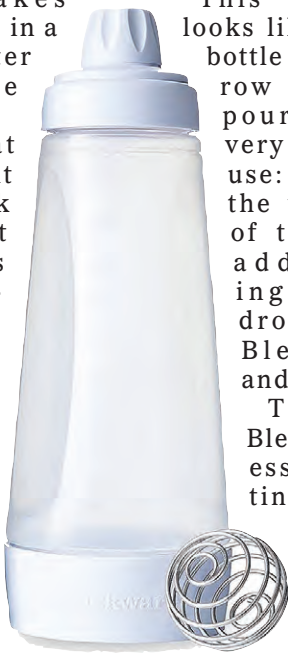 akes
in a
er
e
t
t
k
t
s
This
looks li
bottle
row
pour
very
use:
the
of t
add
ing
dro
Ble
and
T
Ble
ess
tin